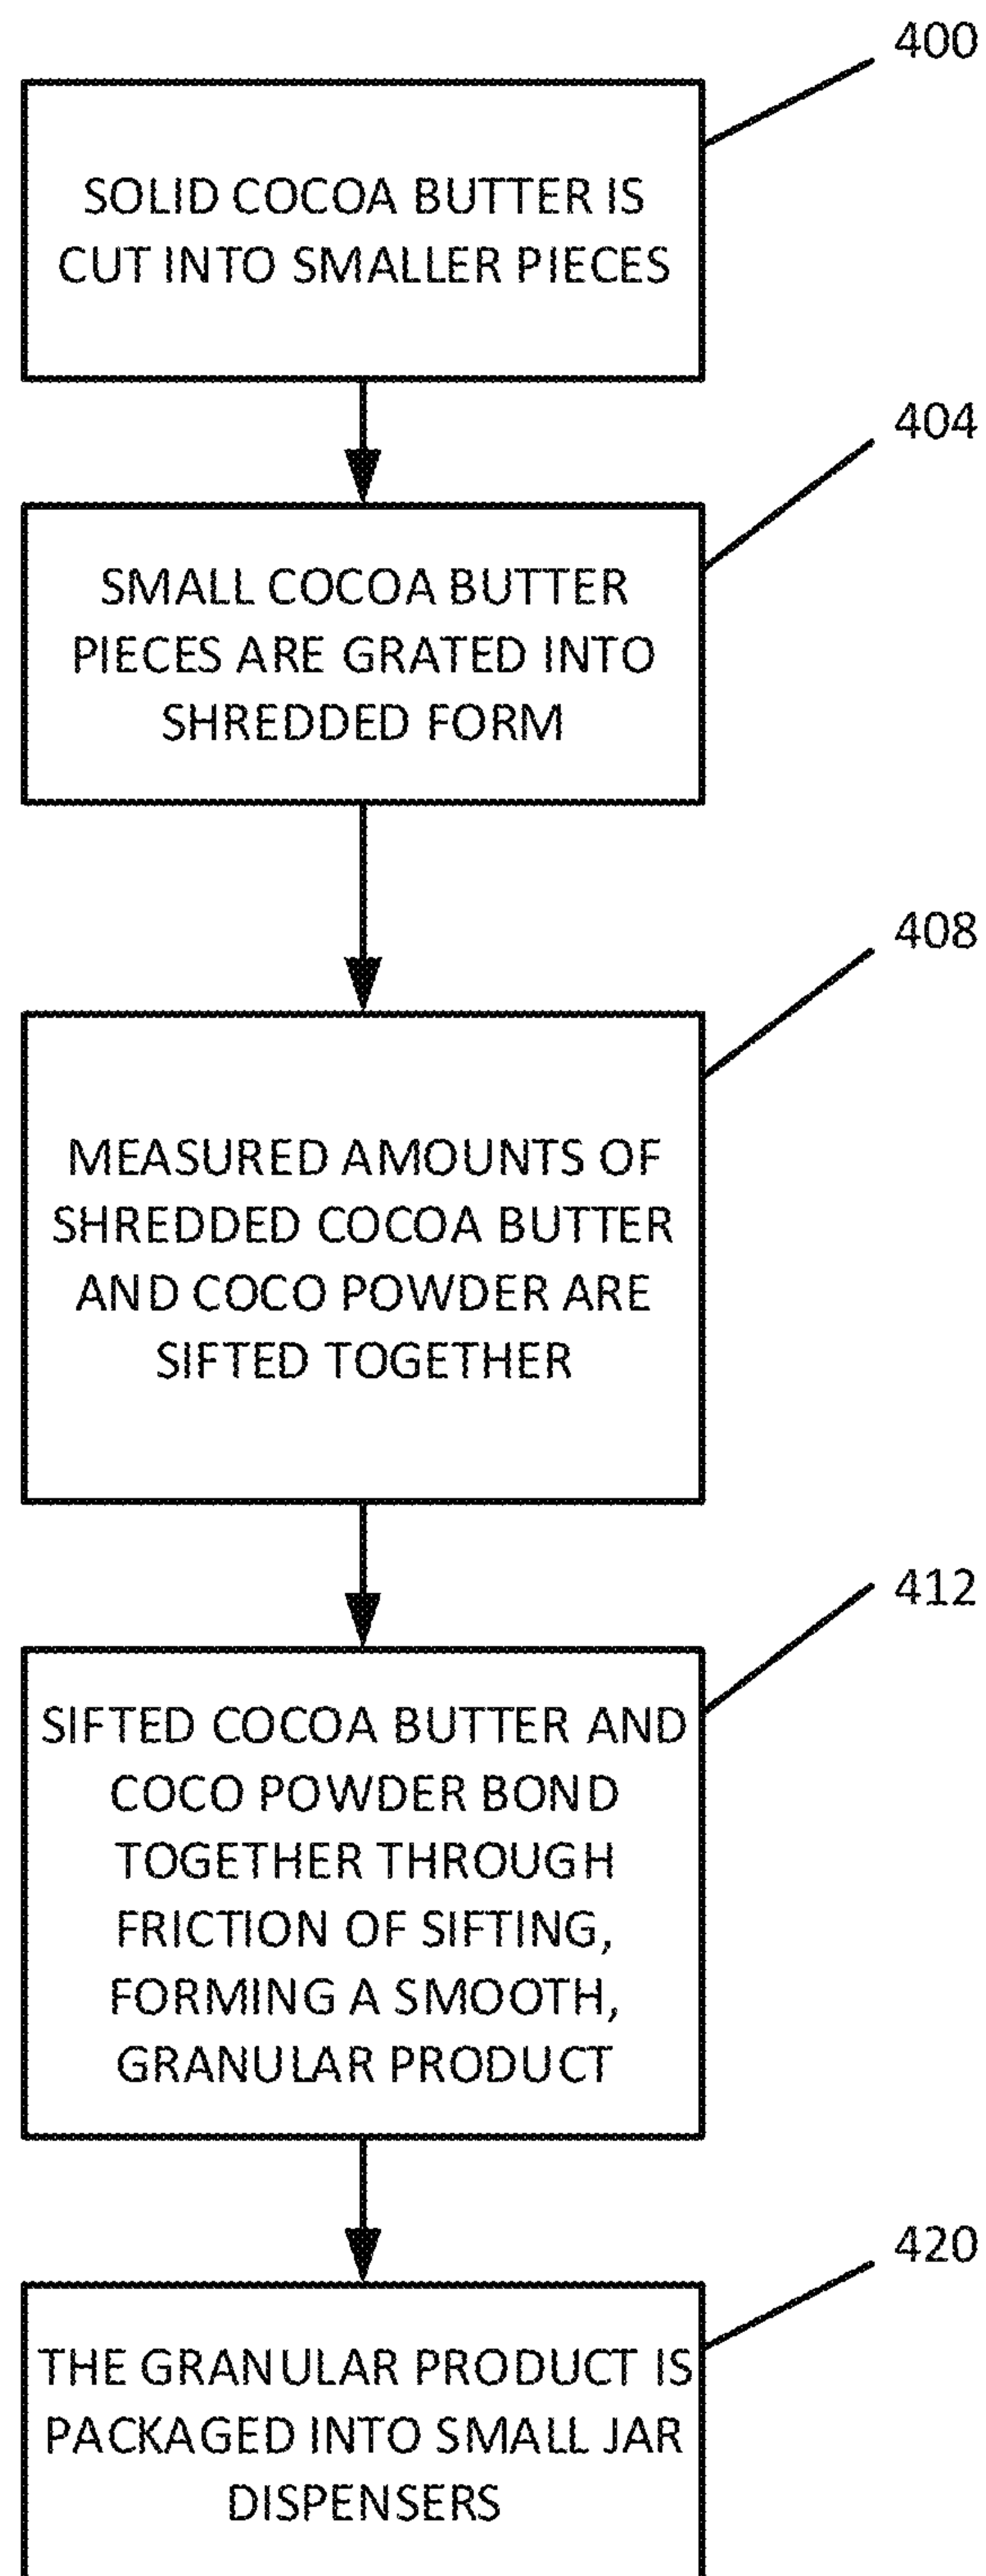 400
SOLID COCOA BUTTER IS
CUT INTO SMALLER PIECES
404
SMALL COCOA BUTTER
PIECES ARE GRATED INTO
SHREDDED FORM
408
MEASURED AMOUNTS OF
SHREDDED COCOA BUTTER
AND COCO POWDER ARE
SIFTED TOGETHER
412
SIFTED COCOA BUTTER AND
COCO POWDER BOND
TOGETHER THROUGH
FRICTION OF SIFTING,
FORMING A SMOOTH,
GRANULAR PRODUCT
420
THE GRANULAR PRODUCT IS
PACKAGED INTO SMALL JAR
DISPENSERS